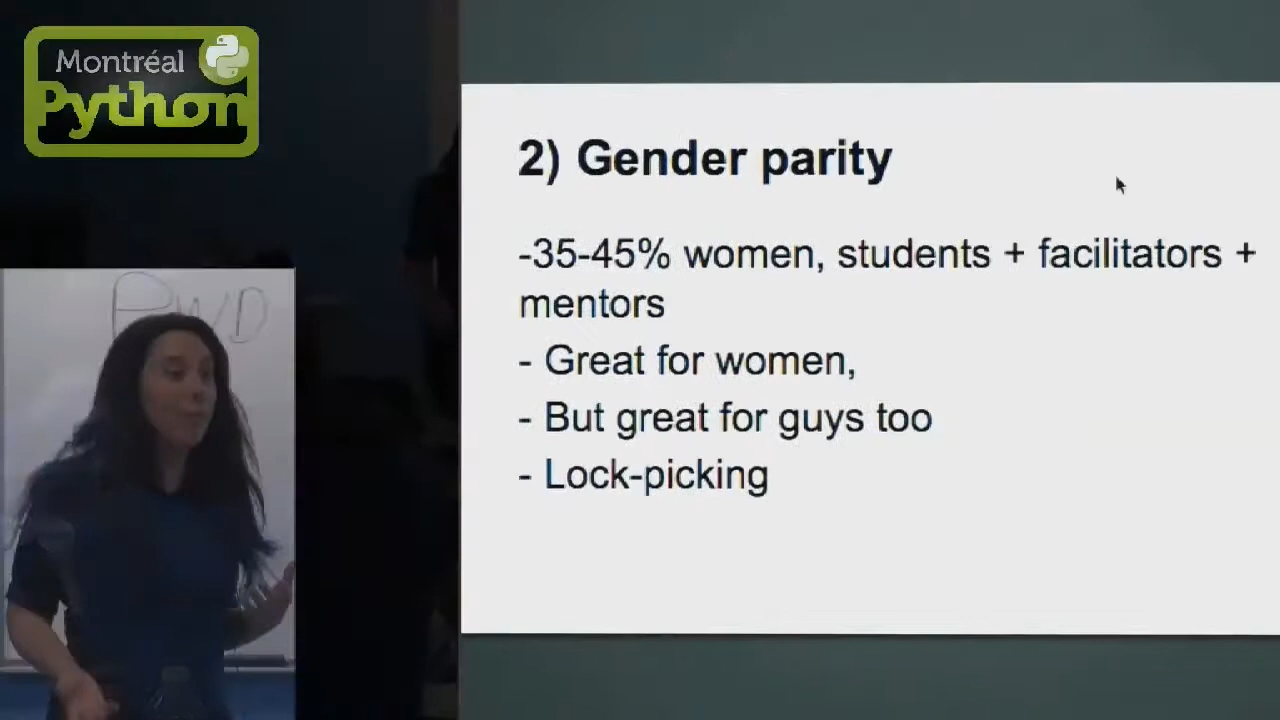 Montréal
Python
2) Gender parity
-35-45% women, students + facilitators +
mentors
- Great for women,
- But great for guys too
- Lock-picking
PWD